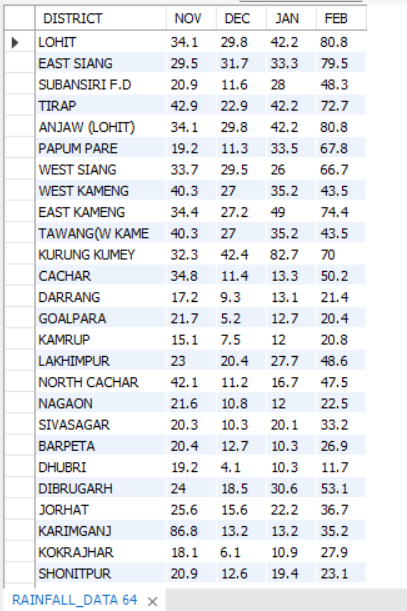 DISTRICT NOV DEC JAN FEB
LOHIT 34.1 29.8 42.2 80.8
EAST SIANG 29.5 31.7 33.3 79.5
SUBANSIRI F.D 20.9 11.6 28 48.3
TIRAP 42.9 22.9 42.2 72.7
ANJAW (LOHIT) 34.1 29.8 42.2 80.8
PAPUM PARE 19.2 11.3 33.5 67.8
WEST SIANG 33.7 29.5 26 66.7
WEST KAMENG 40.3 27 35.2 43.5
EAST KAMENG 34.4 27.2 49 74.4
TAWANG(W KAME 40.3 27 35.2 43.5
KURUNG KUMEY 32.3 42.4 82.7 70
CACHAR 34.8 11.4 13.3 50.2
DARRANG 17.2 9.3 13.1 21.4
GOALPARA 21.7 5.2 12.7 20.4
KAMRUP 15.1 7.5 12 20.8
LAKHIMPUR 23 20.4 27.7 48.6
NORTH CACHAR 42.1 11.2 16.7 47.5
NAGAON 21.6 10.8 12 22.5
SIVASAGAR 20.3 10.3 20.1 33.2
BARPETA 20.4 12.7 10.3 26.9
DHUBRI 19.2 4.1 10.3 11.7
DIBRUGARH 24 18.5 30.6 53.1
JORHAT 25.6 15.6 22.2 36.7
KARIMGANJ 86.8 13.2 13.2 35.2
KOKRAJHAR 18.1 6.1 10.9 27.9
SHONITPUR 20.9 12.6 19.4 23.1
RAINFALL_DATA 64